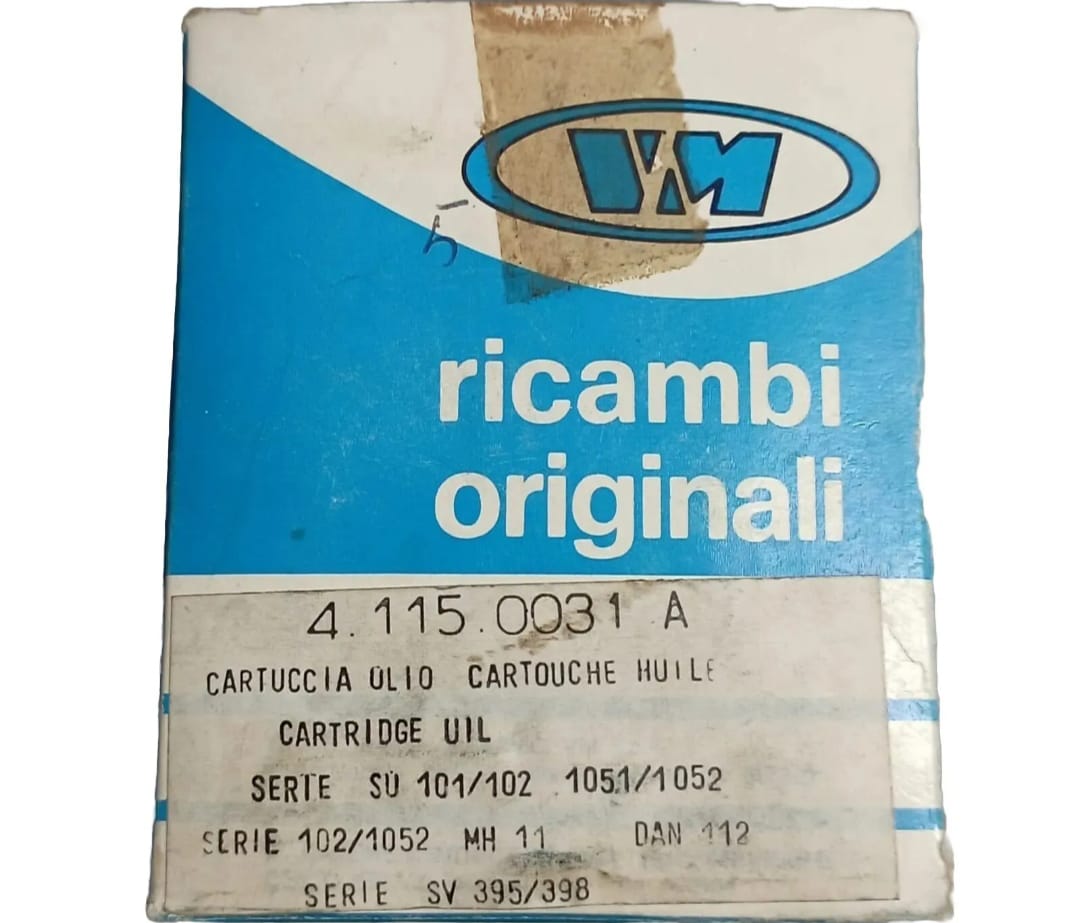 VM
5
ricambi
originali
4.115.0031 A
CARTUCCIA OLIO CARTOUCHE HUILE
CARTRIDGE UIL
SERIE SU 101/102 1051/1052
SERIE 102/1052 MH 11 DAN 112
SERIE SV 395/398